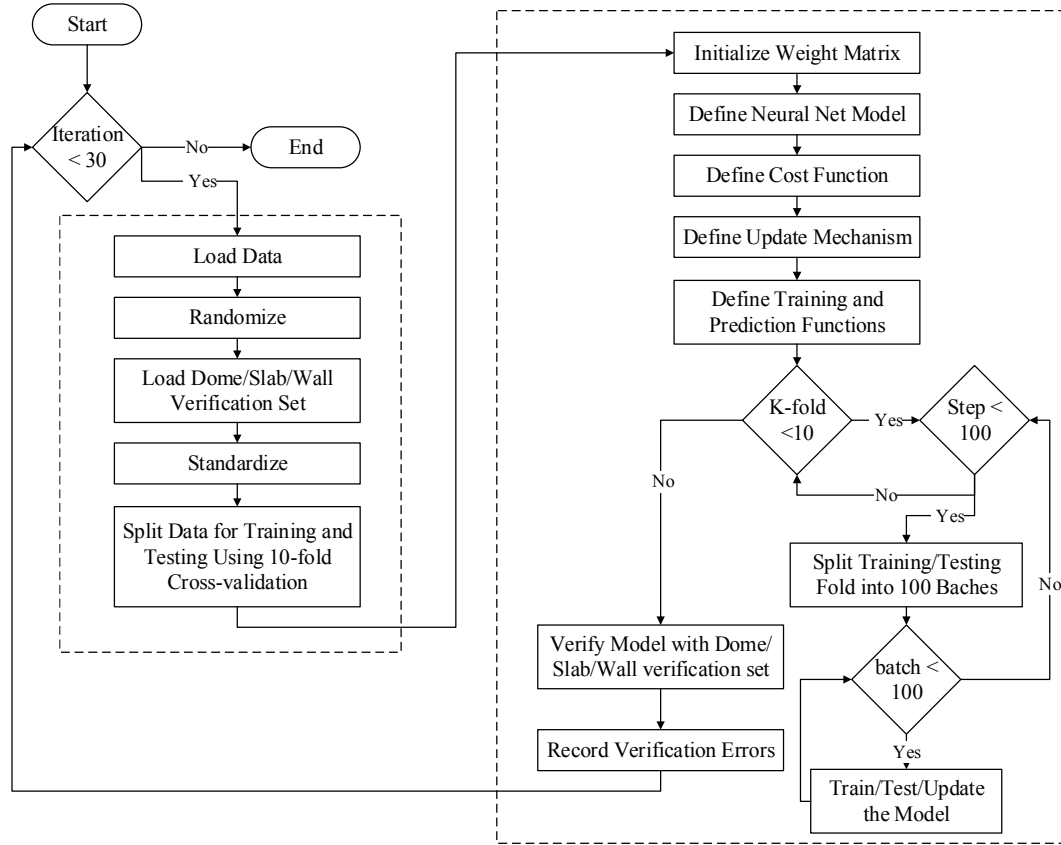 Start
Iteration
< 30
No
End
Yes
Load Data
Randomize
Load Dome/Slab/Wall
Verification Set
Standardize
Split Data for Training and
Testing Using 10-fold
Cross-validation
Initialize Weight Matrix
Define Neural Net Model
Define Cost Function
Define Update Mechanism
Define Training and
Prediction Functions
K-fold
<10
Yes
Step <
100
No
No
Yes
Split Training/Testing
Fold into 100 Baches
No
Verify Model with Dome/
Slab/Wall verification set
batch <
100
Record Verification Errors
Yes
Train/Test/Update
the Model